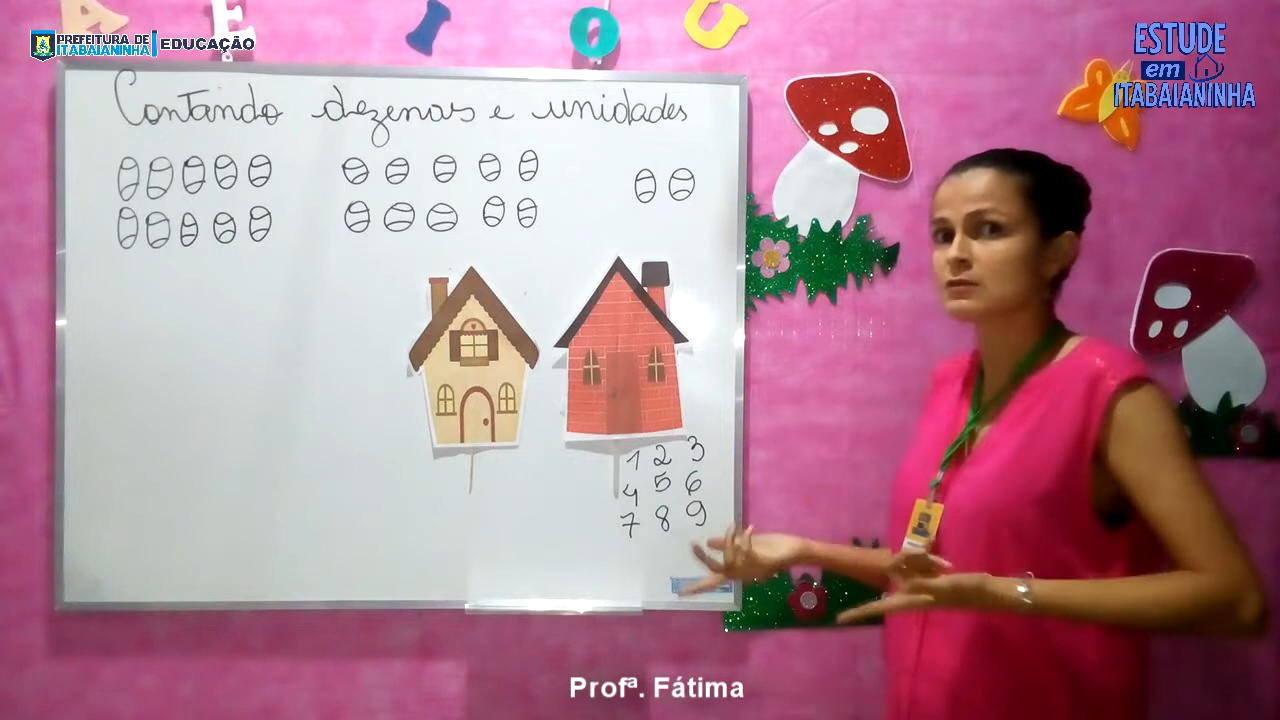 A E I O U
PREFEITURA DE
ITABAIANINHA
EDUCAÇÃO
ESTUDE
em
ITABAIANINHA
Contando dezenas e unidades
1 2 3
4 5 6
7 8 9
Profª. Fátima